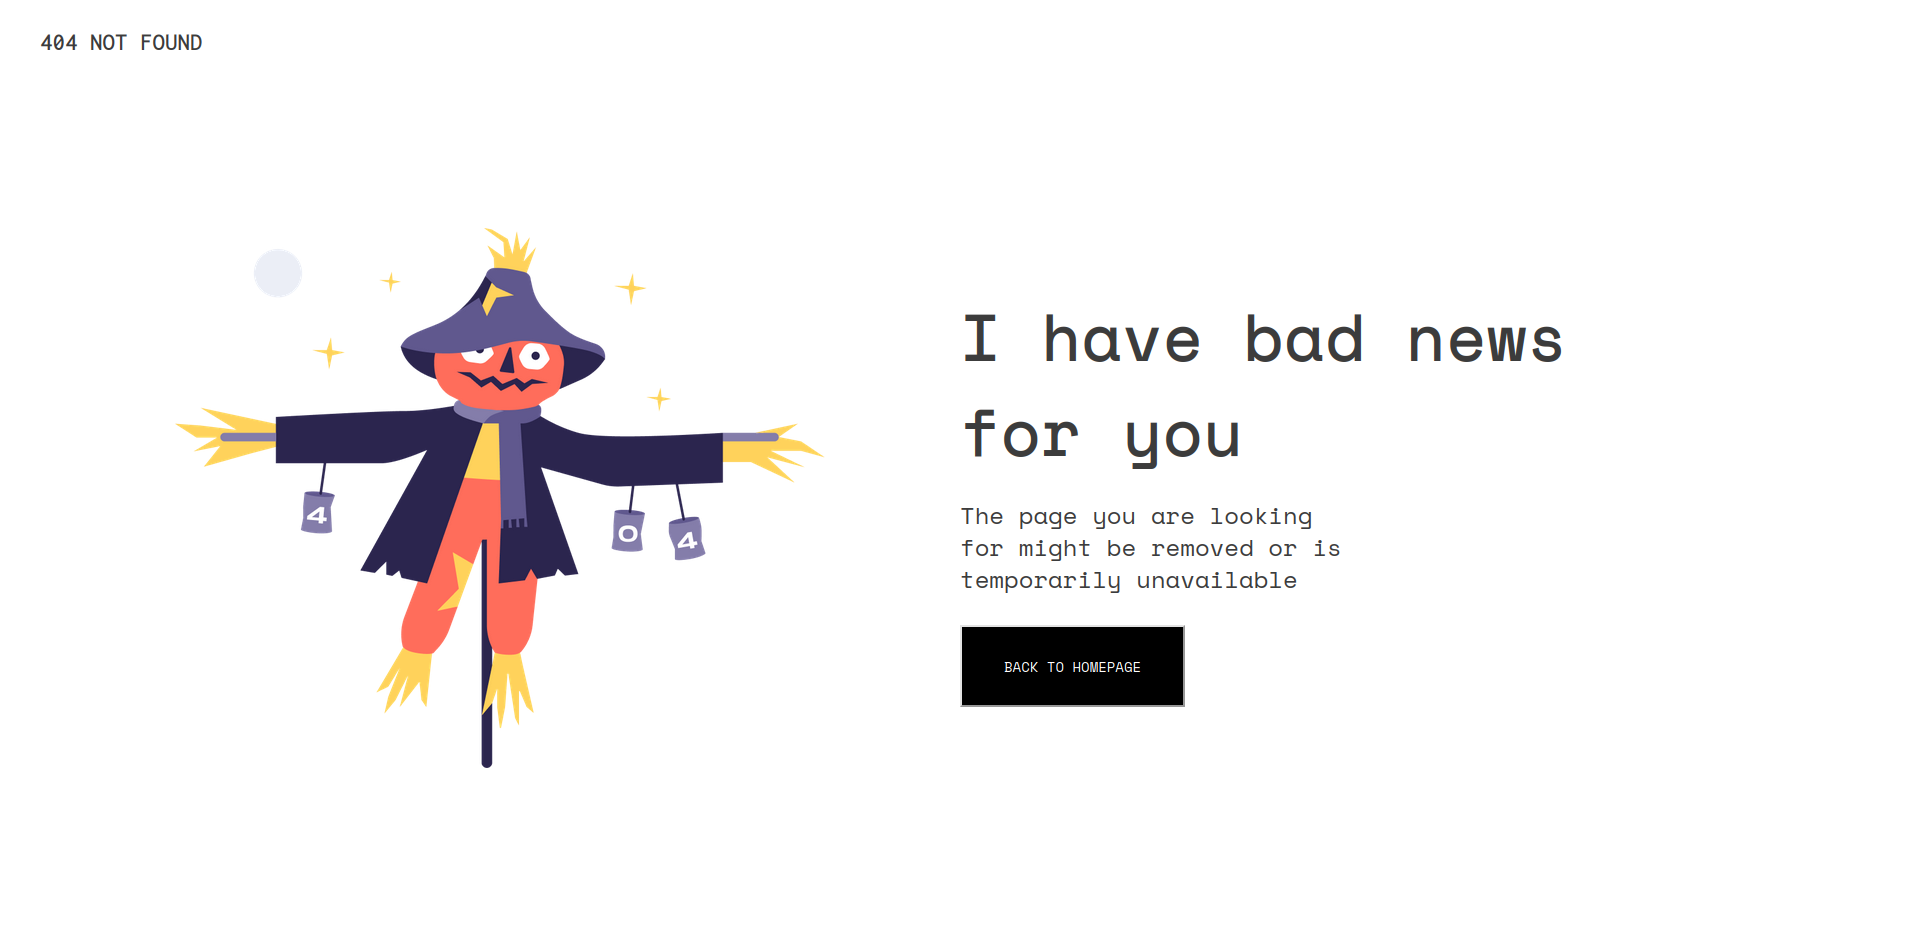 404 NOT FOUND
4
0
4
I have bad news
for you
The page you are looking
for might be removed or is
temporarily unavailable
BACK TO HOMEPAGE